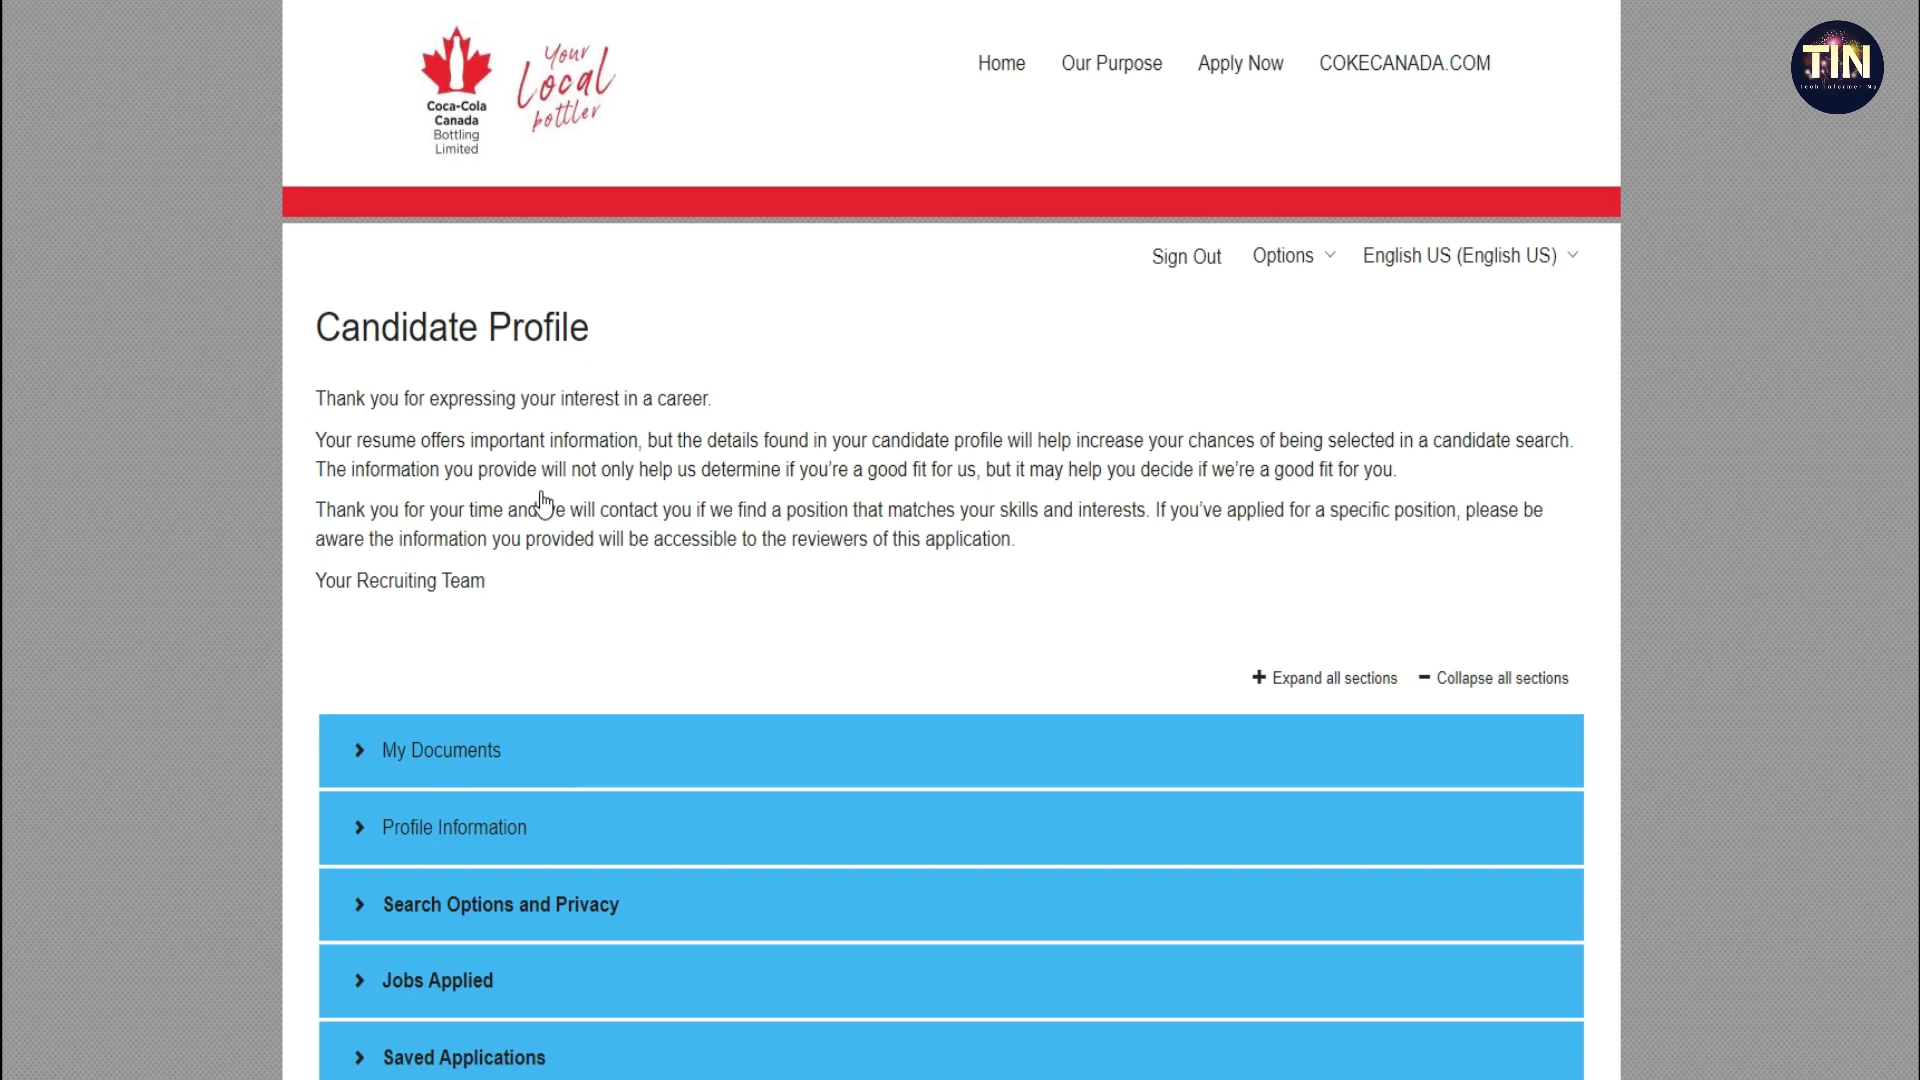 Your
Local
bottler
Coca-Cola
Canada
Bottling
Limited
Home Our Purpose Apply Now COKECANADA.COM
TIN
Sign Out Options English US (English US)
Candidate Profile
Thank you for expressing your interest in a career.
Your resume offers important information, but the details found in your candidate profile will help increase your chances of being selected in a candidate search.
The information you provide will not only help us determine if you’re a good fit for us, but it may help you decide if we’re a good fit for you.
Thank you for your time and we will contact you if we find a position that matches your skills and interests. If you’ve applied for a specific position, please be
aware the information you provided will be accessible to the reviewers of this application.
Your Recruiting Team
Expand all sections Collapse all sections
My Documents
Profile Information
Search Options and Privacy
Jobs Applied
Saved Applications